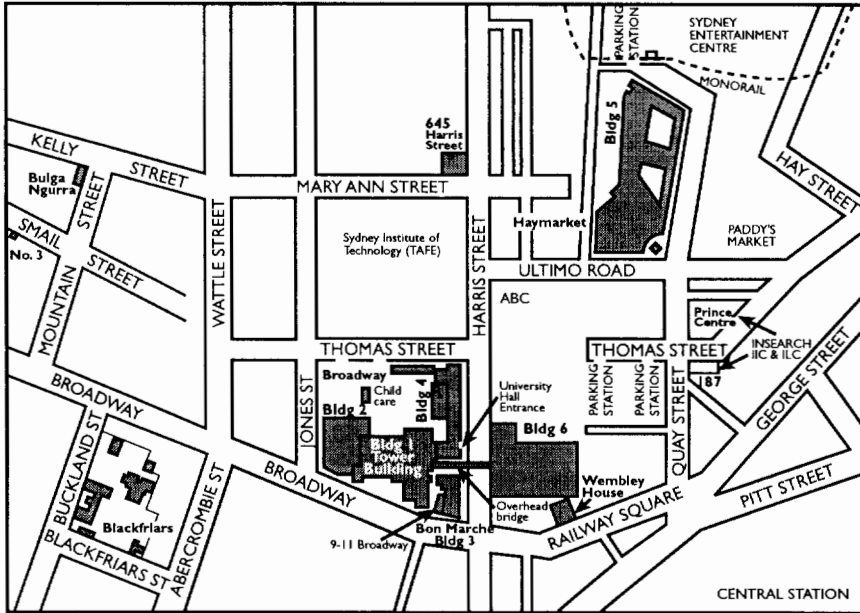 PARKING
STATION
SYDNEY
ENTERTAINMENT
CENTRE
MONORAIL
645
Harris
Street
Bldg 5
KELLY
STREET
Bulga
Ngurra
STREET
MARY ANN STREET
HAY STREET
SMAIL
STREET
No. 3
MOUNTAIN
WATTLE STREET
Sydney Institute of
Technology (TAFE)
HARRIS STREET
Haymarket
PADDY'S
MARKET
ULTIMO ROAD
ABC
Prince
Centre
INSEARCH
IIC & ILC
THOMAS STREET
THOMAS STREET
187
BROADWAY
JONES ST
Broadway
Child
care
Bldg 4
University
Hall
Entrance
PARKING
STATION
PARKING
STATION
QUAY STREET
GEORGE STREET
Bldg 2
Bldg 1
Tower
Building
Bldg 6
BUCKLAND ST
BROADWAY
Wembley
House
PITT STREET
Blackfriars
ABERCROMBIE ST
Overhead
bridge
RAILWAY SQUARE
9-11 Broadway
Bon Marche
Bldg 3
BLACKFRIARS ST
CENTRAL STATION